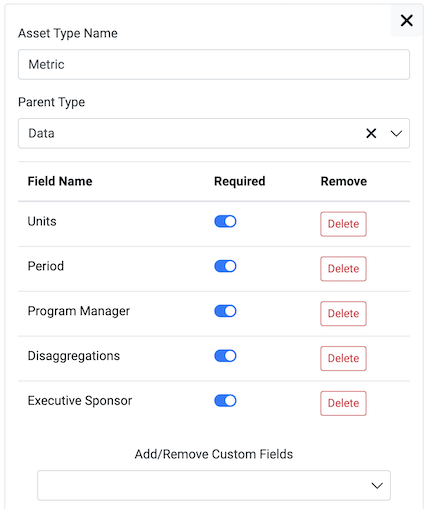 Asset Type Name
Metric
Parent Type
Data
Field Name Required Remove
Units Delete
Period Delete
Program Manager Delete
Disaggregations Delete
Executive Sponsor Delete
Add/Remove Custom Fields